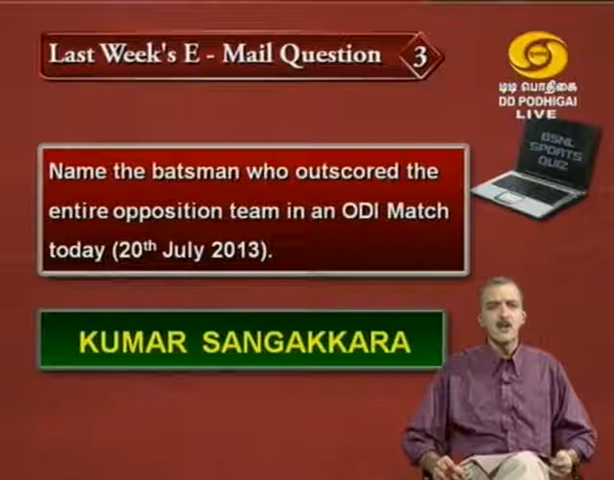 Last Week's E - Mail Question 3
டிடி பொதிகை
DD PODHIGAI
LIVE
BSNL
SPORTS
QUIZ
Name the batsman who outscored the
entire opposition team in an ODI Match
today (20th July 2013).
KUMAR SANGAKKARA